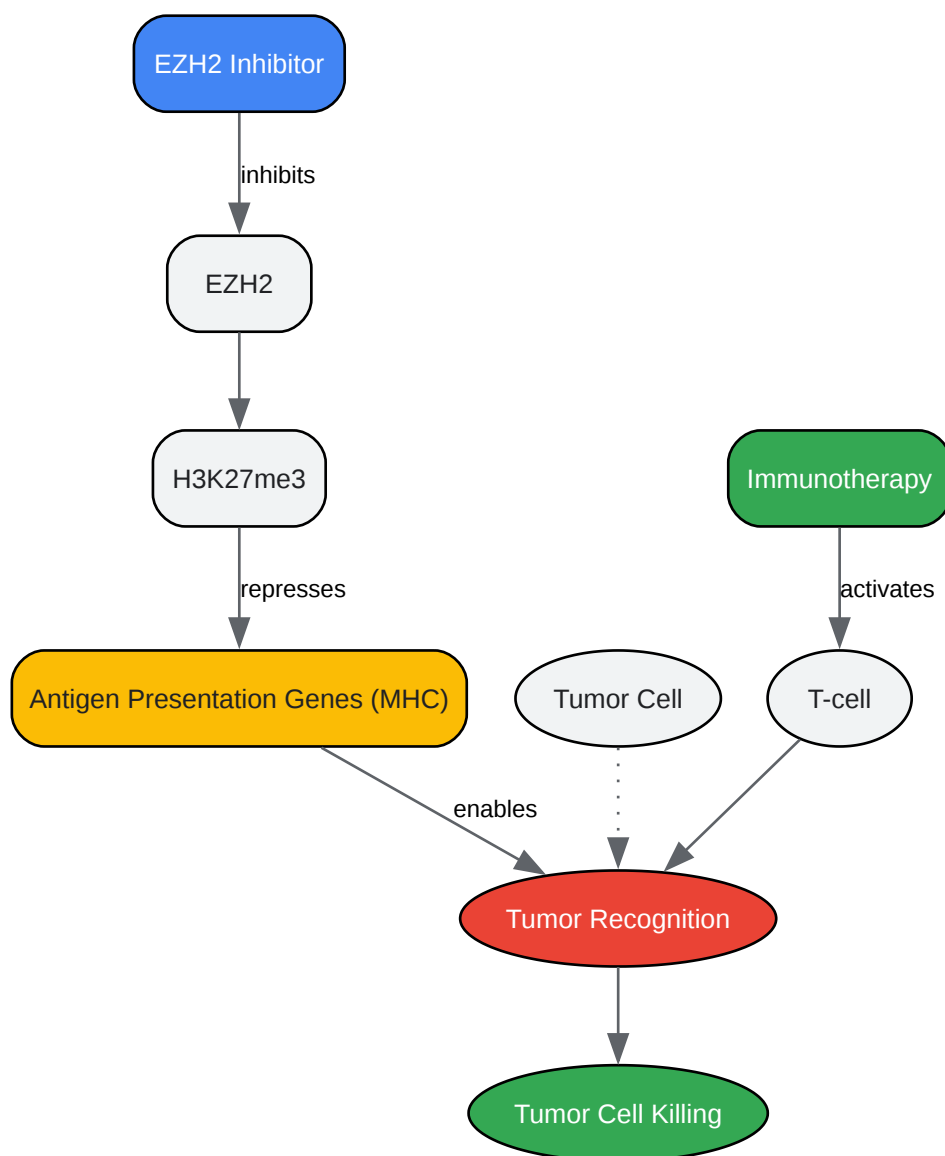 EZH2 Inhibitor
inhibits
EZH2
H3K27me3
Immunotherapy
represses
activates
Antigen Presentation Genes (MHC)
Tumor Cell
T-cell
enables
Tumor Recognition
Tumor Cell Killing